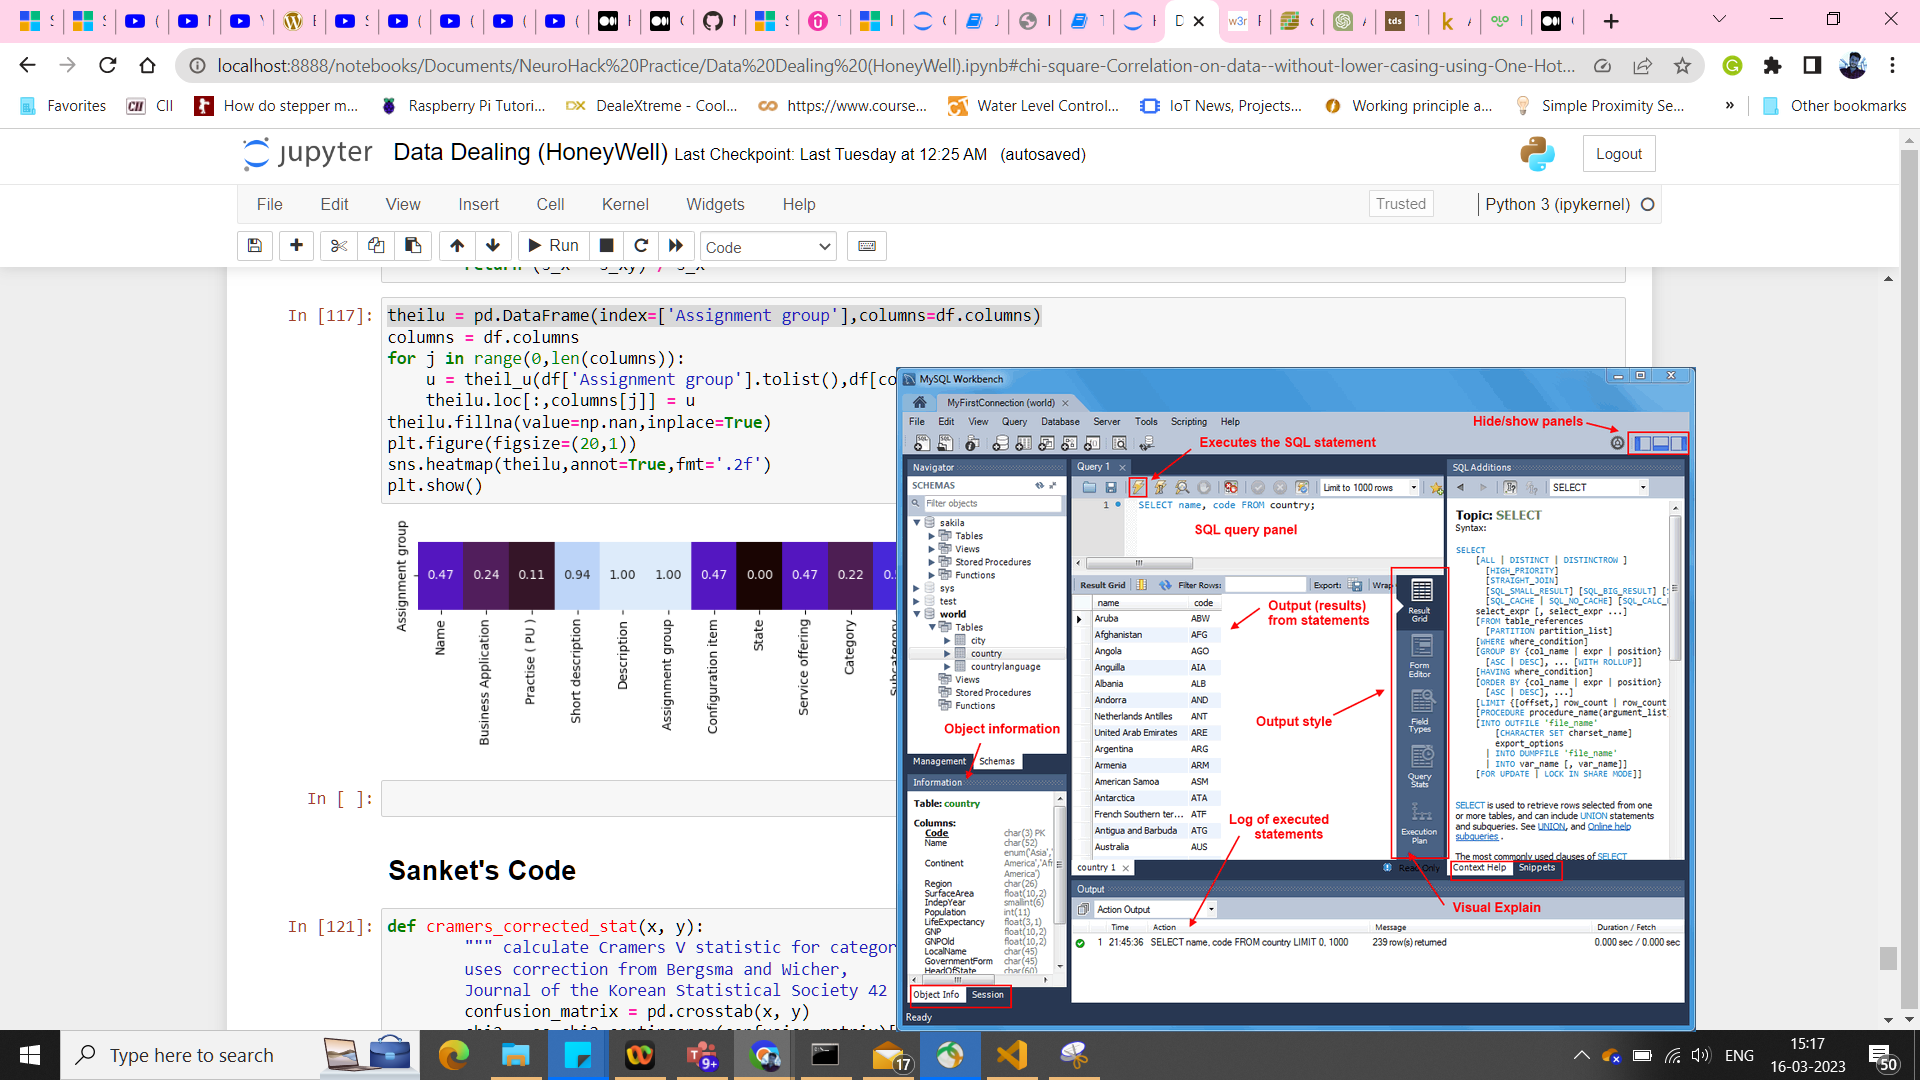 localhost:8888/notebooks/Documents/NeuroHack%20Practice/Data%20Dealing%20(HoneyWell).ipynb#chi-square-Correlation-on-data--without-lower-casing-using-One-Hot...
Favorites
CII
How do stepper m...
Raspberry Pi Tutori...
DealeXtreme - Cool...
https://www.course...
Water Level Control...
IoT News, Projects...
Working principle a...
Simple Proximity Se...
»
Other bookmarks
jupyter Data Dealing (HoneyWell) Last Checkpoint: Last Tuesday at 12:25 AM (autosaved)
Logout
File Edit View Insert Cell Kernel Widgets Help
Trusted
Python 3 (ipykernel)
Run
Code
In [117]:
theilu = pd.DataFrame(index=['Assignment group'],columns=df.columns)
columns = df.columns
for j in range(0,len(columns)):
u = theil_u(df['Assignment group'].tolist(),df[co
theilu.loc[:,columns[j]] = u
theilu.fillna(value=np.nan,inplace=True)
plt.figure(figsize=(20,1))
sns.heatmap(theilu,annot=True,fmt='.2f')
plt.show()
Assignment group
0.47 0.24 0.11 0.94 1.00 1.00 0.47 0.00 0.47 0.22
Name
Business Application
Practise ( PU )
Short description
Description
Assignment group
Configuration item
State
Service offering
Category
In [ ]:
Sanket's Code
In [121]:
def cramers_corrected_stat(x, y):
""" calculate Cramers V statistic for categor
uses correction from Bergsma and Wicher,
Journal of the Korean Statistical Society 42
confusion_matrix = pd.crosstab(x, y)
MySQL Workbench
MyFirstConnection (world)
File Edit View Query Database Server Tools Scripting Help
Hide/show panels
Executes the SQL statement
Navigator
SCHEMAS
Filter objects
sakila
Tables
Views
Stored Procedures
Functions
sys
test
world
Tables
city
country
countrylanguage
Views
Stored Procedures
Functions
Object information
Management Schemas
Information
Table: country
Columns:
Code char(3) PK
Name char(52)
enum('Asia','
Continent America','Afr
America')
Region char(26)
SurfaceArea float(10,2)
IndepYear smallint(6)
Population int(11)
LifeExpectancy float(3,1)
GNP float(10,2)
GNPOld float(10,2)
LocalName char(45)
GovernmentForm char(45)
HeadOfState char(60)
Object Info Session
Ready
Query 1
Limit to 1000 rows
1 SELECT name, code FROM country;
SQL query panel
Result Grid Filter Rows: Export: Wrap
name code
Aruba ABW
Afghanistan AFG
Angola AGO
Anguilla AIA
Albania ALB
Andorra AND
Netherlands Antilles ANT
United Arab Emirates ARE
Argentina ARG
Armenia ARM
American Samoa ASM
Antarctica ATA
French Southern ter... ATF
Antigua and Barbuda ATG
Australia AUS
Output (results)
from statements
Output style
Log of executed
statements
Result
Grid
Form
Editor
Field
Types
Query
Stats
Execution
Plan
country 1
Read Only
Visual Explain
SQL Additions
SELECT
Topic: SELECT
Syntax:
SELECT
[ALL | DISTINCT | DISTINCTROW ]
[HIGH_PRIORITY]
[STRAIGHT_JOIN]
[SQL_SMALL_RESULT] [SQL_BIG_RESULT] [S
[SQL_CACHE | SQL_NO_CACHE] [SQL_CALC_
select_expr [, select_expr ...]
[FROM table_references
[PARTITION partition_list]
[WHERE where_condition]
[GROUP BY {col_name | expr | position}
[ASC | DESC], ... [WITH ROLLUP]]
[HAVING where_condition]
[ORDER BY {col_name | expr | position}
[ASC | DESC], ...]
[LIMIT {[offset,] row_count | row_count
[PROCEDURE procedure_name(argument_list
[INTO OUTFILE 'file_name'
[CHARACTER SET charset_name]
export_options
| INTO DUMPFILE 'file_name'
| INTO var_name [, var_name]]
[FOR UPDATE | LOCK IN SHARE MODE]]
SELECT is used to retrieve rows selected from one
or more tables, and can include UNION statements
and subqueries. See UNION, and Online help
subqueries .
The most commonly used clauses of SELECT
Context Help Snippets
Output
Action Output
Time Action Message Duration / Fetch
1 21:45:36 SELECT name, code FROM country LIMIT 0, 1000 239 row(s) returned 0.000 sec / 0.000 sec
Type here to search
9+
17
ENG
15:17
16-03-2023
50